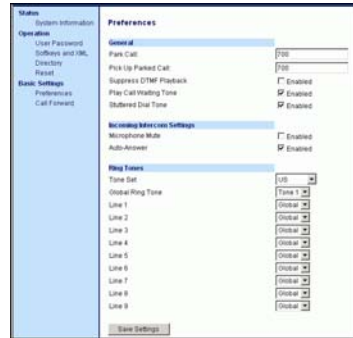 Status
System Information
Operation
User Password
Softkeys and XML
Directory
Reset
Basic Settings
Preferences
Call Forward
Preferences
General
Park Call: 700
Pick Up Parked Call: 700
Suppress DTMF Playback Enabled
Play Call Waiting Tone Enabled
Stuttered Dial Tone Enabled
Incoming Intercom Settings
Microphone Mute Enabled
Auto-Answer Enabled
Ring Tones
Tone Set US
Global Ring Tone Tone 1
Line 1 Global
Line 2 Global
Line 3 Global
Line 4 Global
Line 5 Global
Line 6 Global
Line 7 Global
Line 8 Global
Line 9 Global
Save Settings